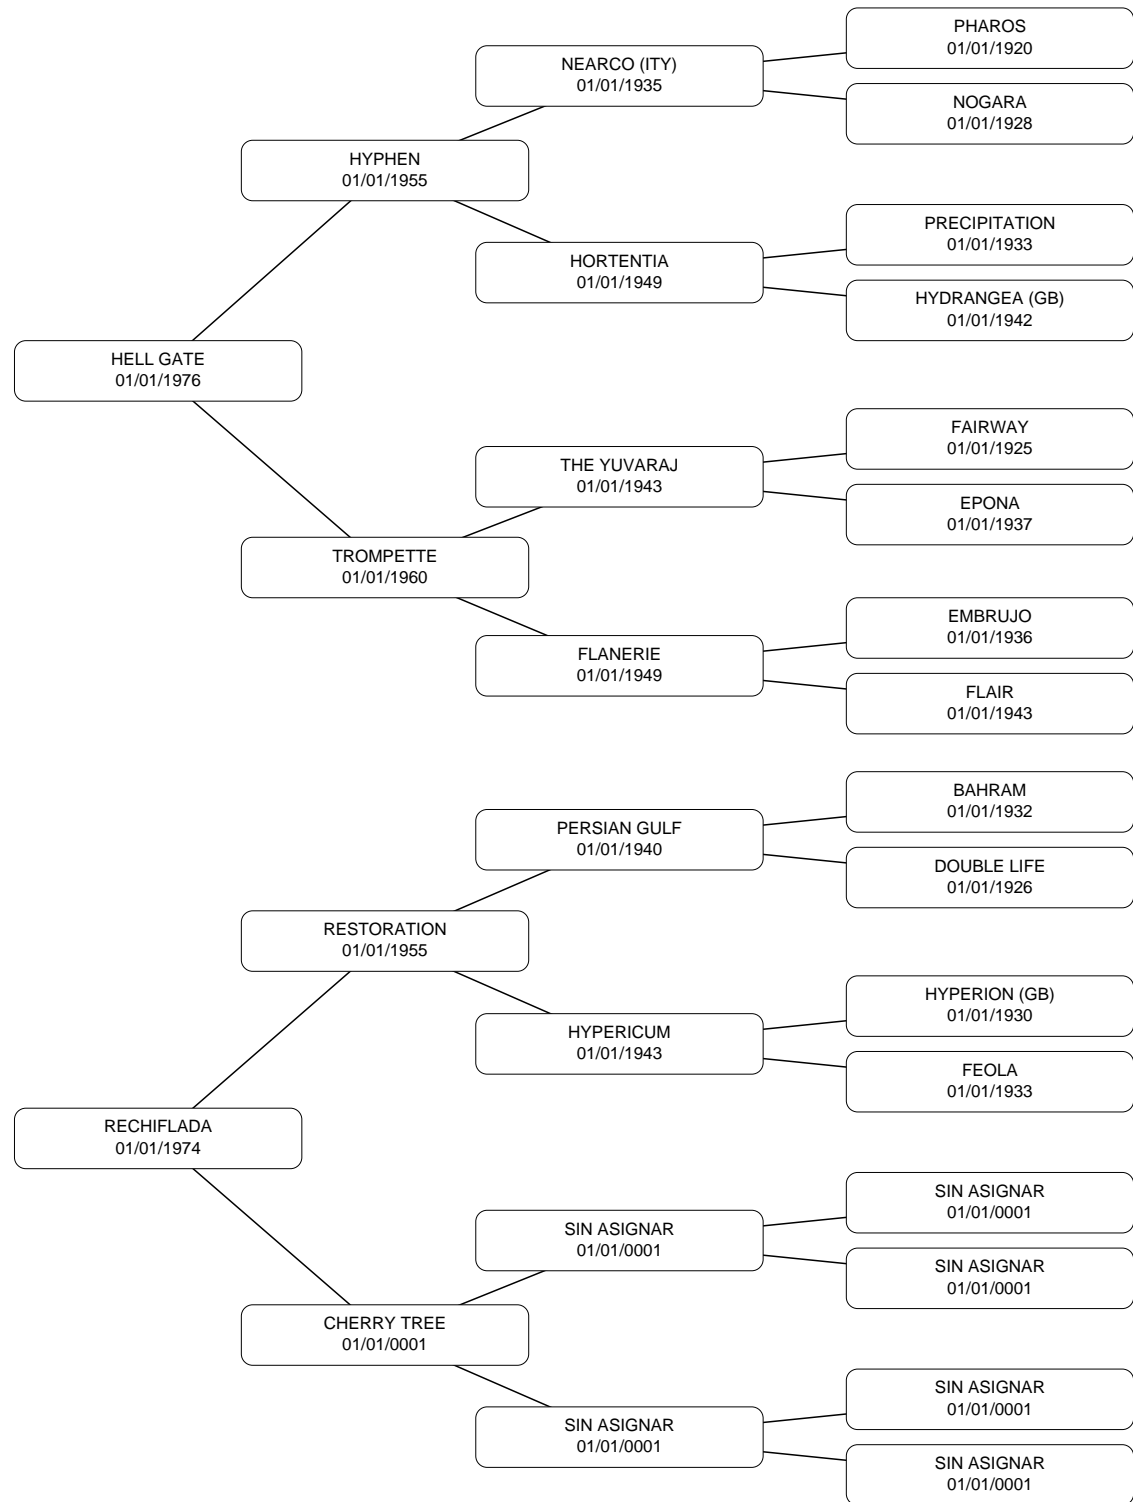 PHAROS
01/01/1920
NEARCO (ITY)
01/01/1935
NOGARA
01/01/1928
HYPHEN
01/01/1955
PRECIPITATION
01/01/1933
HORTENTIA
01/01/1949
HYDRANGEA (GB)
01/01/1942
HELL GATE
01/01/1976
FAIRWAY
01/01/1925
THE YUVARAJ
01/01/1943
EPONA
01/01/1937
TROMPETTE
01/01/1960
EMBRUJO
01/01/1936
FLANERIE
01/01/1949
FLAIR
01/01/1943
BAHRAM
01/01/1932
PERSIAN GULF
01/01/1940
DOUBLE LIFE
01/01/1926
RESTORATION
01/01/1955
HYPERION (GB)
01/01/1930
HYPERICUM
01/01/1943
FEOLA
01/01/1933
RECHIFLADA
01/01/1974
SIN ASIGNAR
01/01/0001
SIN ASIGNAR
01/01/0001
SIN ASIGNAR
01/01/0001
CHERRY TREE
01/01/0001
SIN ASIGNAR
01/01/0001
SIN ASIGNAR
01/01/0001
SIN ASIGNAR
01/01/0001